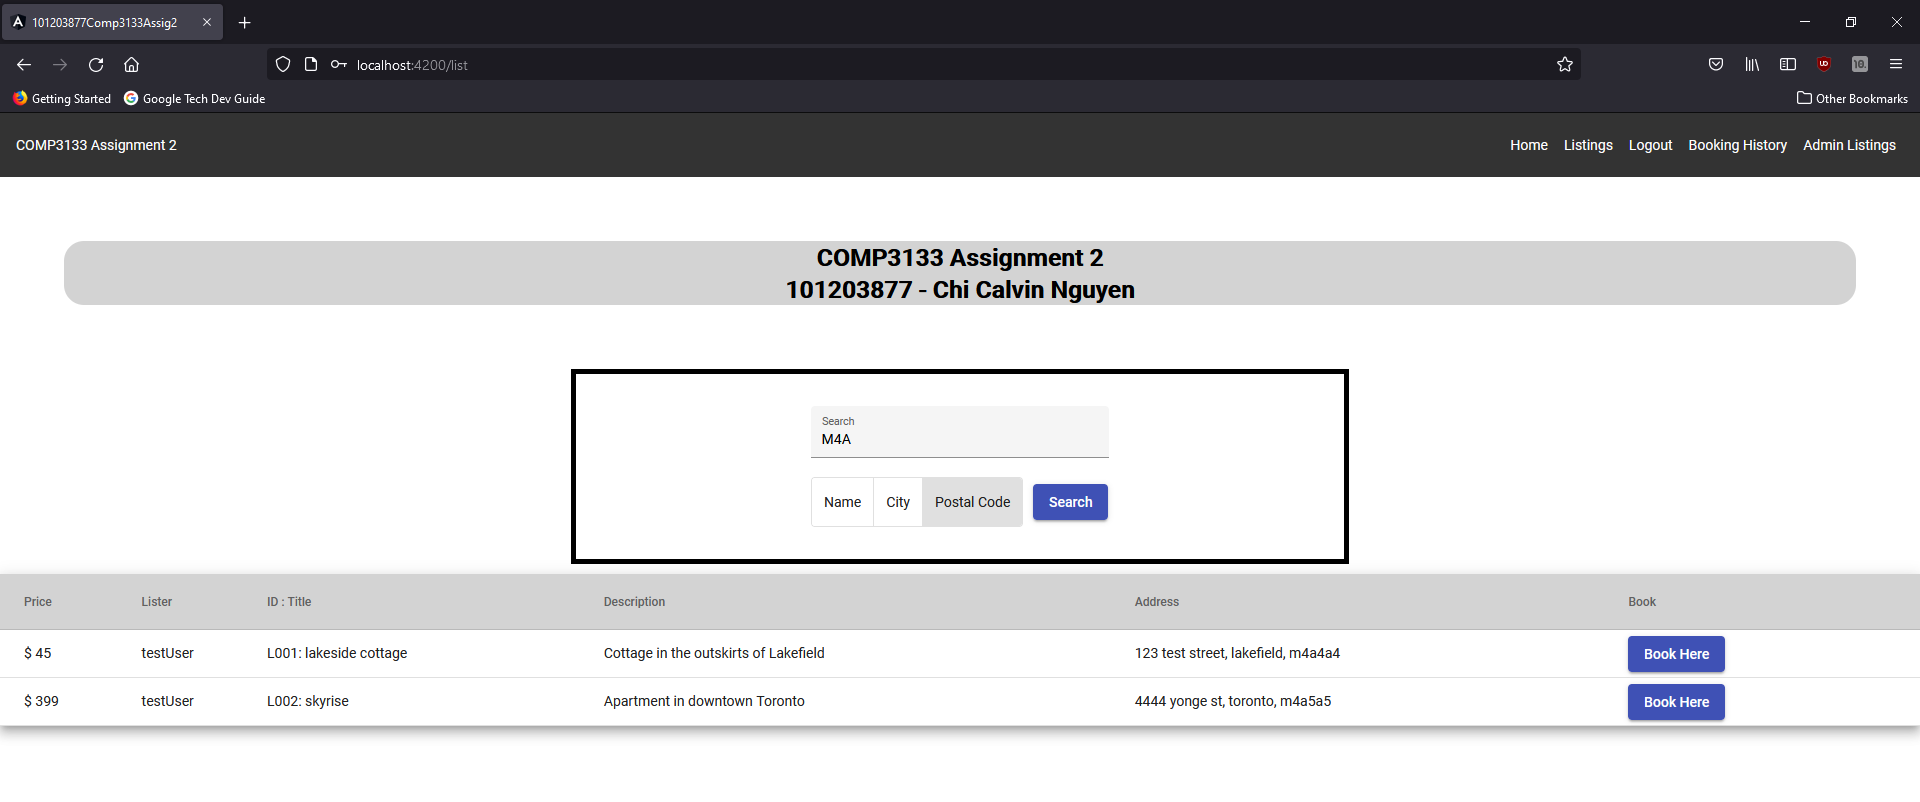 101203877Comp3133Assig2
localhost:4200/list
Getting Started Google Tech Dev Guide Other Bookmarks
COMP3133 Assignment 2 Home Listings Logout Booking History Admin Listings
COMP3133 Assignment 2
101203877 - Chi Calvin Nguyen
Search
M4A
Name City Postal Code Search
Price Lister ID : Title Description Address Book
$ 45 testUser L001: lakeside cottage Cottage in the outskirts of Lakefield 123 test street, lakefield, m4a4a4 Book Here
$ 399 testUser L002: skyrise Apartment in downtown Toronto 4444 yonge st, toronto, m4a5a5 Book Here